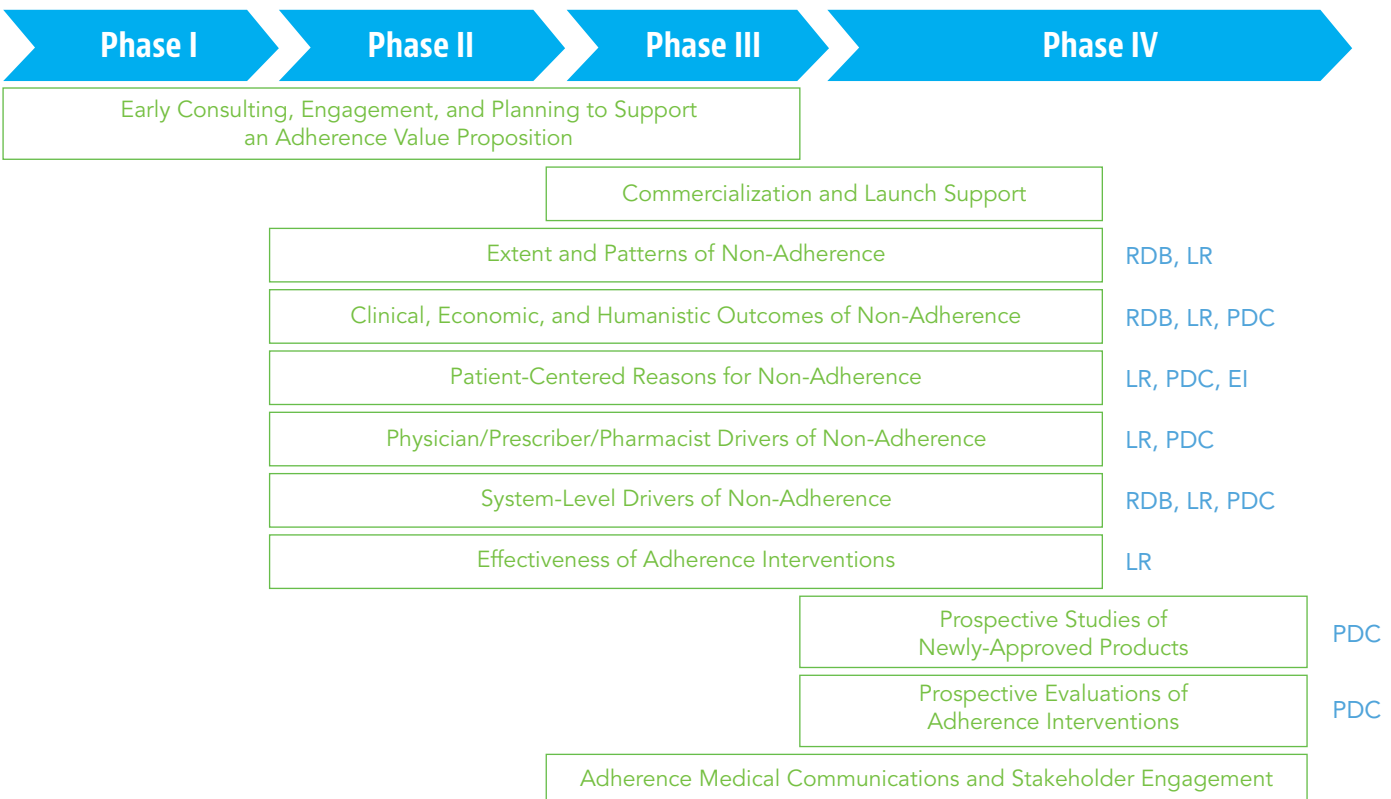 Phase I
Phase II
Phase III
Phase IV
Early Consulting, Engagement, and Planning to Support
an Adherence Value Proposition
Commercialization and Launch Support
Extent and Patterns of Non-Adherence
RDB, LR
Clinical, Economic, and Humanistic Outcomes of Non-Adherence
RDB, LR, PDC
Patient-Centered Reasons for Non-Adherence
LR, PDC, EI
Physician/Prescriber/Pharmacist Drivers of Non-Adherence
LR, PDC
System-Level Drivers of Non-Adherence
RDB, LR, PDC
Effectiveness of Adherence Interventions
LR
Prospective Studies of
Newly-Approved Products
PDC
Prospective Evaluations of
Adherence Interventions
PDC
Adherence Medical Communications and Stakeholder Engagement